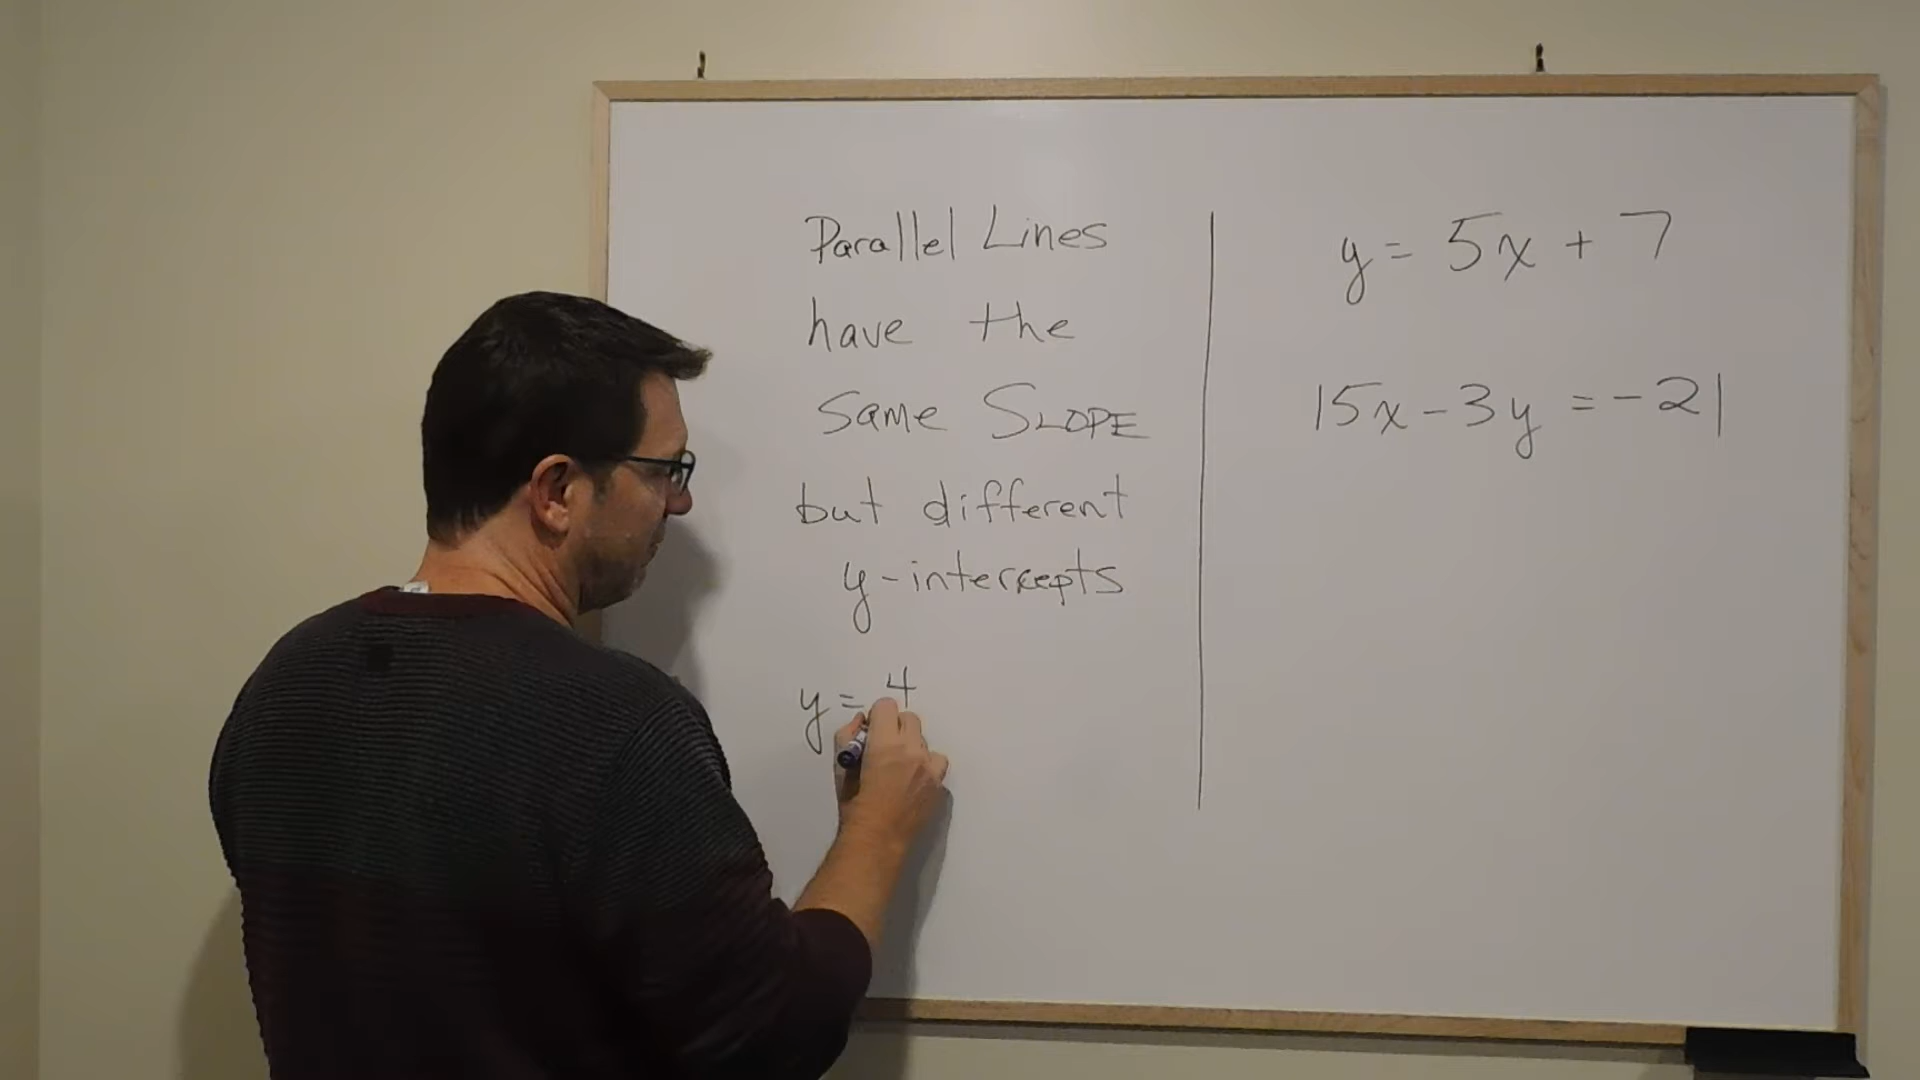 Parallel Lines
have the
same SLOPE
but different
y-intercepts
y = 4
y = 5x + 7
15x - 3y = -21